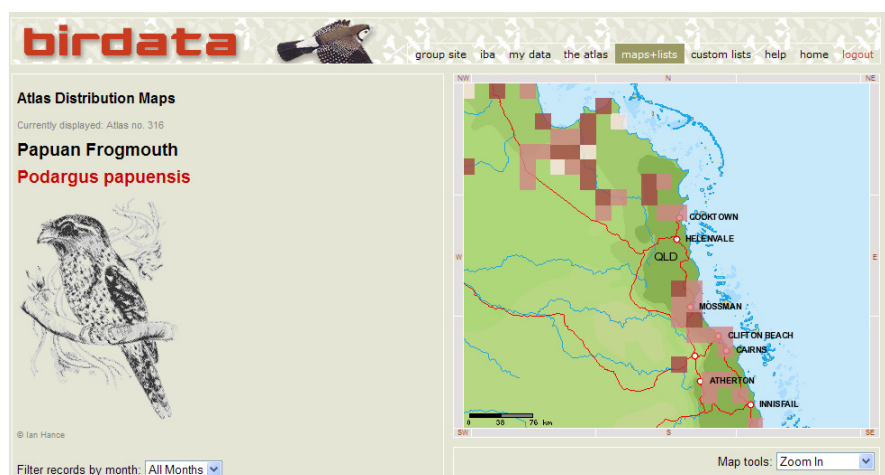 birdata
group site iba my data the atlas maps+lists custom lists help home logout
Atlas Distribution Maps
Currently displayed: Atlas no. 316
Papuan Frogmouth
Podargus papuensis
© Ian Hance
Filter records by month: All Months
NW N NE
COOKTOWN
HELENVALE
QLD
W E
MOSSMAN
CLIFTON BEACH
CAIRNS
ATHERTON
INNISFAIL
0 38 76 km
SW S SE
Map tools: Zoom In